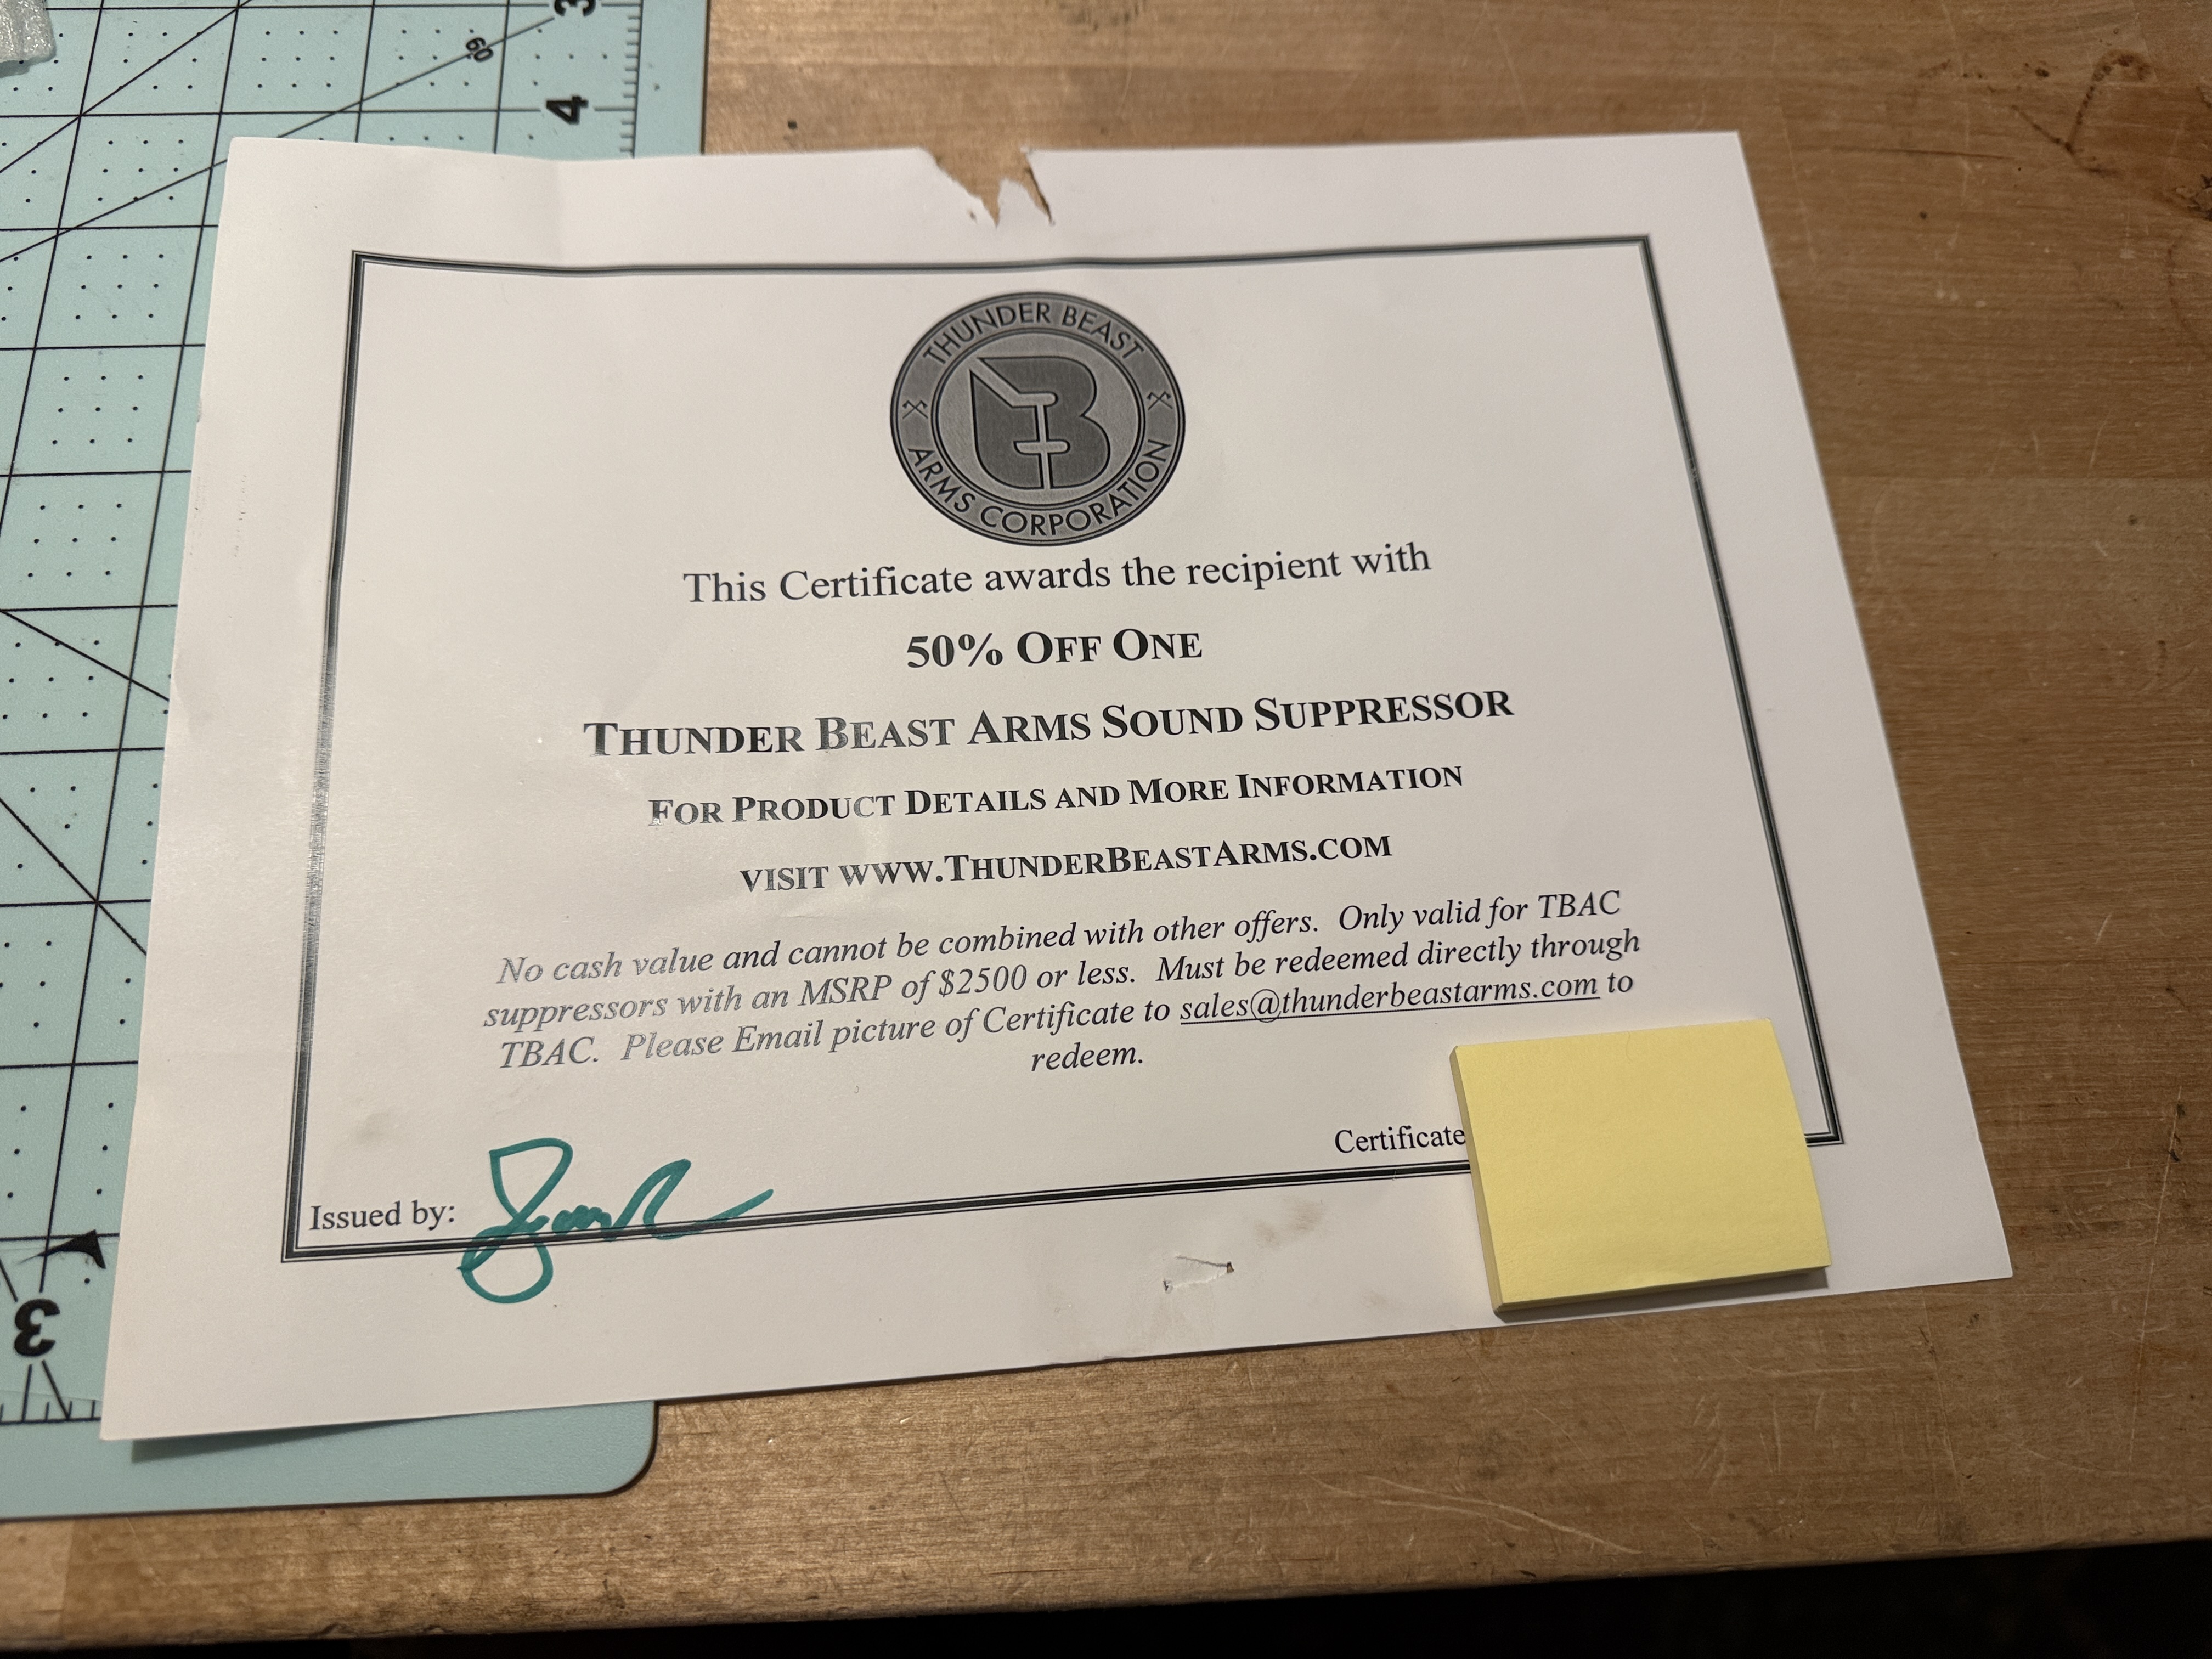 3
60
4
THUNDER BEAST
ARMS CORPORATION
This Certificate awards the recipient with
50% OFF ONE
THUNDER BEAST ARMS SOUND SUPPRESSOR
FOR PRODUCT DETAILS AND MORE INFORMATION
VISIT WWW.THUNDERBEASTARMS.COM
No cash value and cannot be combined with other offers. Only valid for TBAC
suppressors with an MSRP of $2500 or less. Must be redeemed directly through
TBAC. Please Email picture of Certificate to sales@thunderbeastarms.com to
redeem.
Certificate
Issued by:
3